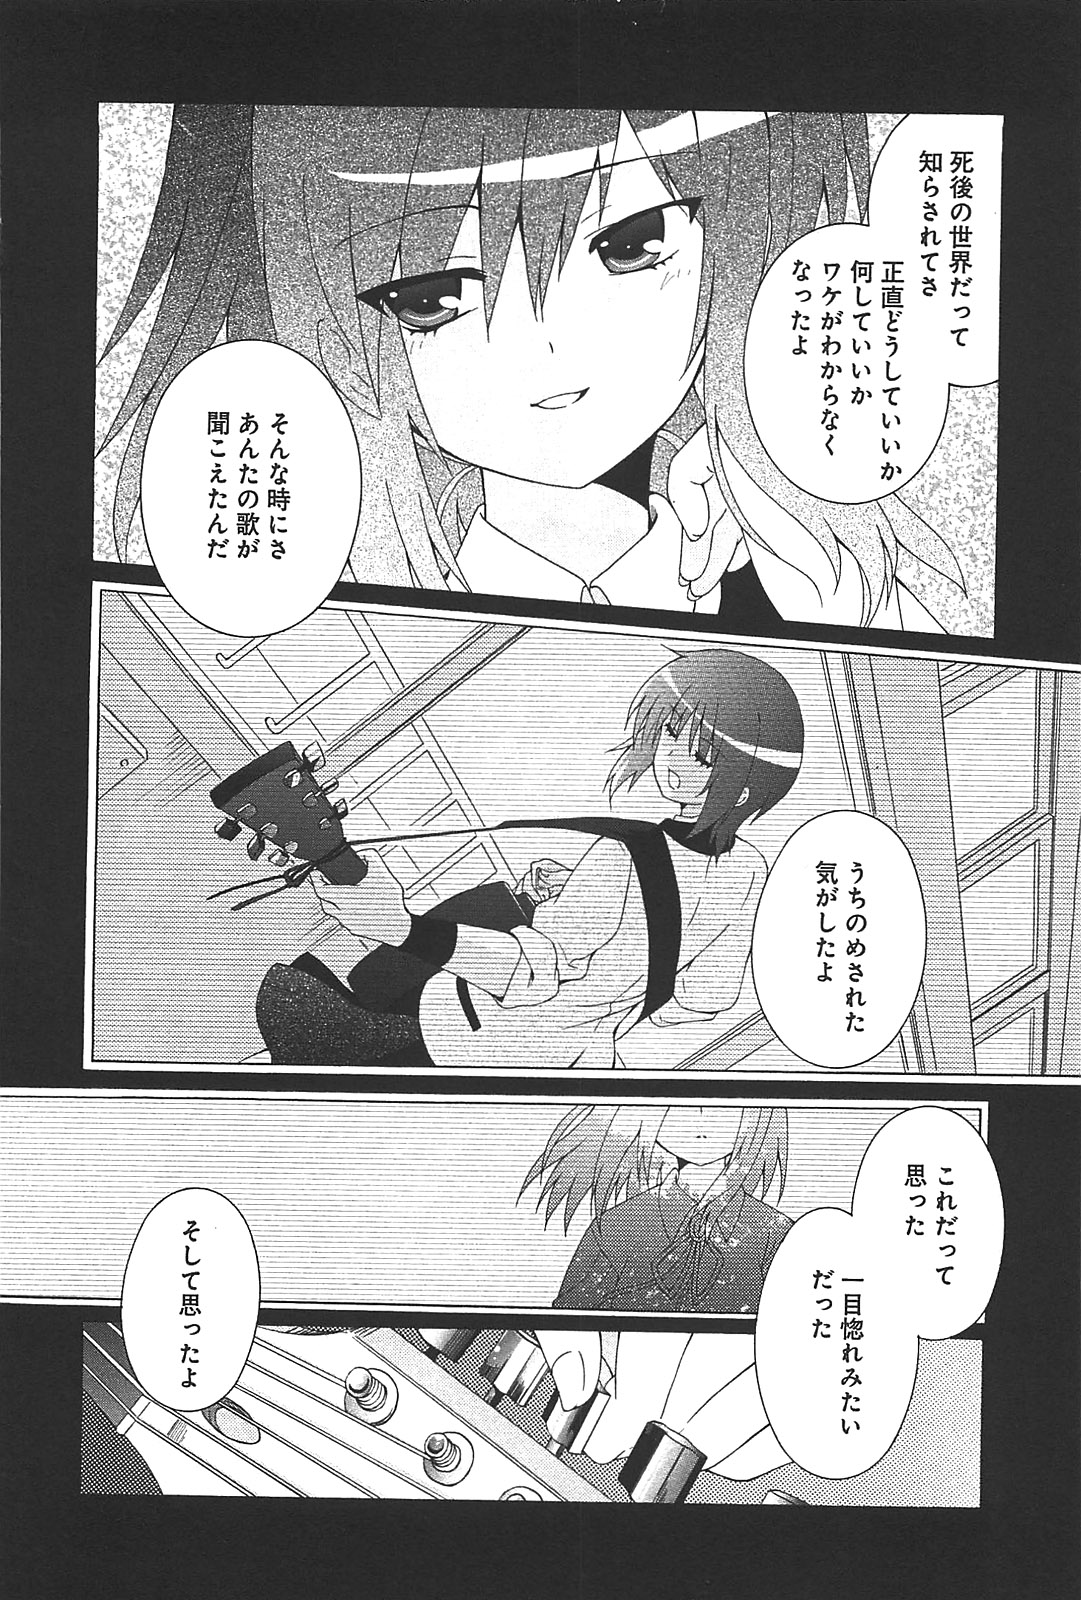 死後の世界だって
知らされてさ
正直どうしていいか
何していいか
ワケがわからなく
なったよ
そんな時にさ
あんたの歌が
聞こえたんだ
うちのめされた
気がしたよ
これだって
思った
一目惚れみたい
だった
そして思ったよ